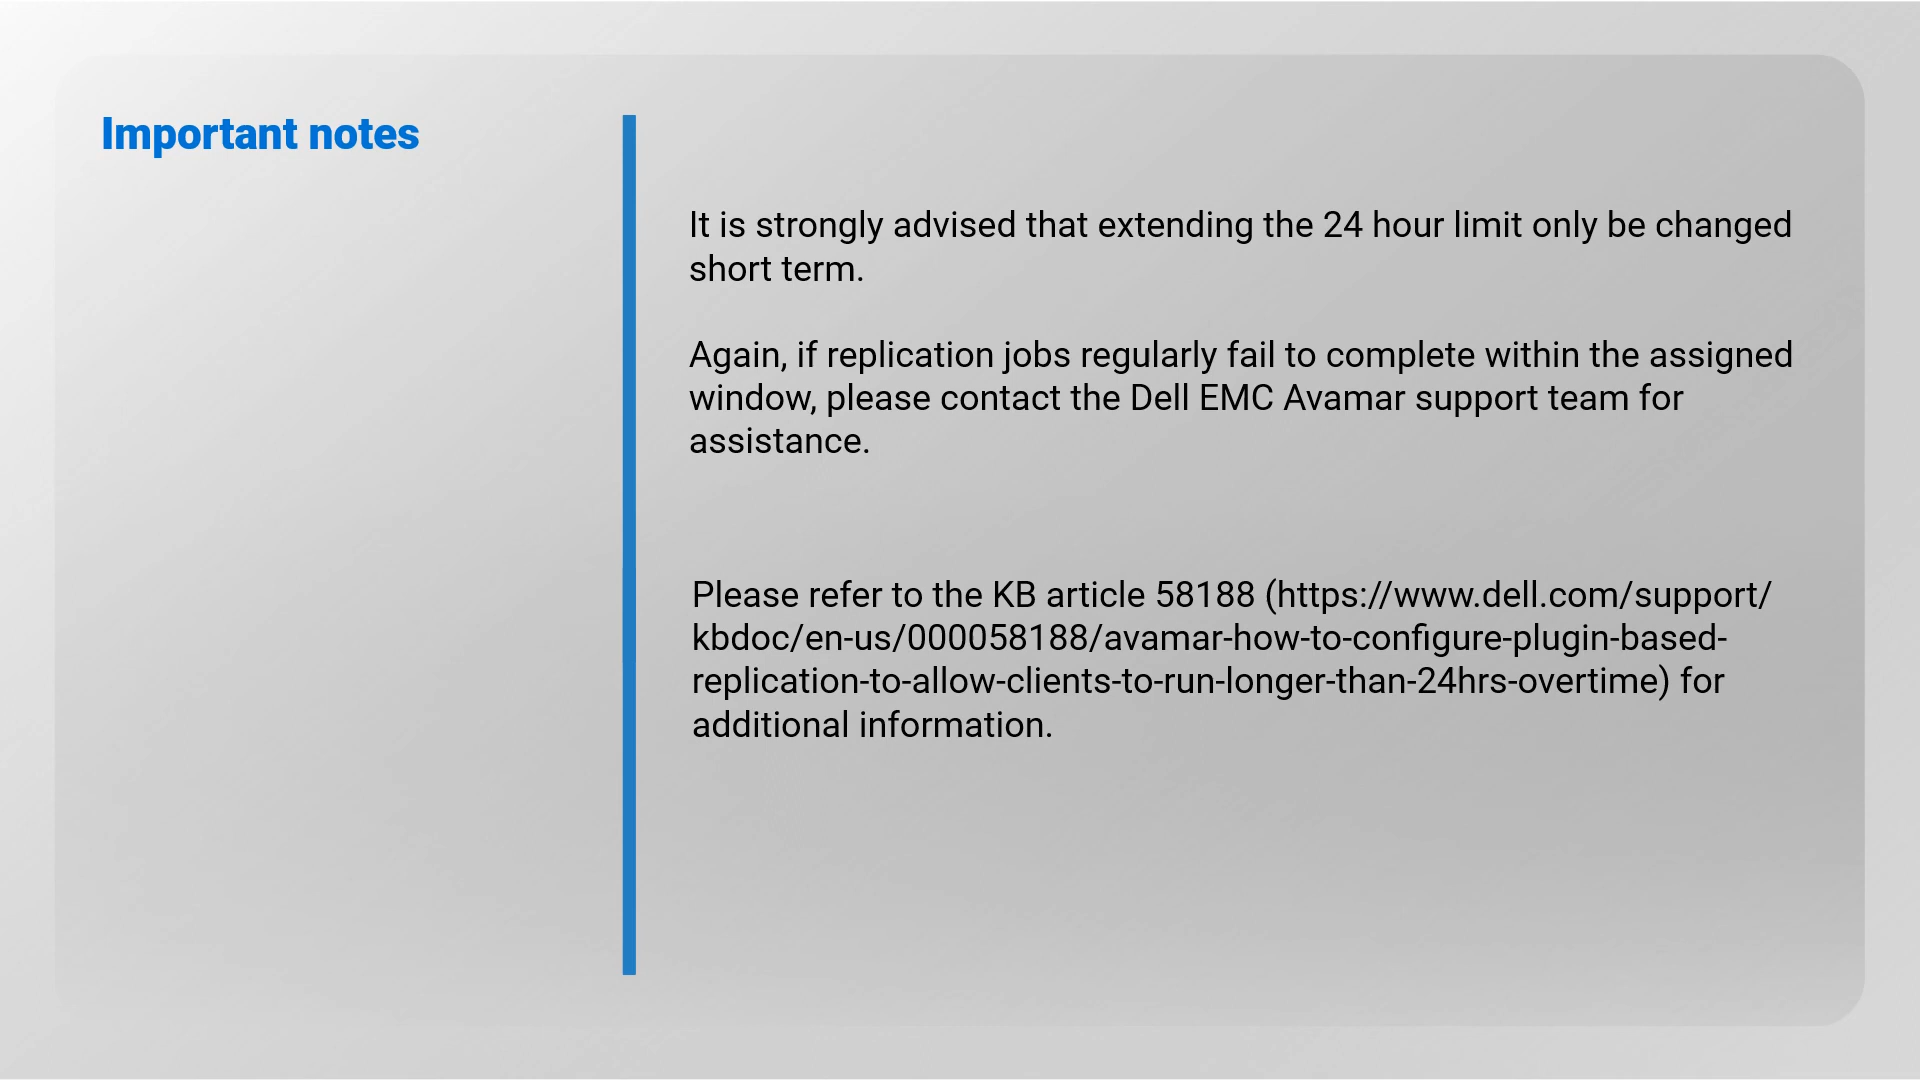 Important notes
It is strongly advised that extending the 24 hour limit only be changed
short term.
Again, if replication jobs regularly fail to complete within the assigned
window, please contact the Dell EMC Avamar support team for
assistance.
Please refer to the KB article 58188 (https://www.dell.com/support/
kbdoc/en-us/000058188/avamar-how-to-configure-plugin-based-
replication-to-allow-clients-to-run-longer-than-24hrs-overtime) for
additional information.